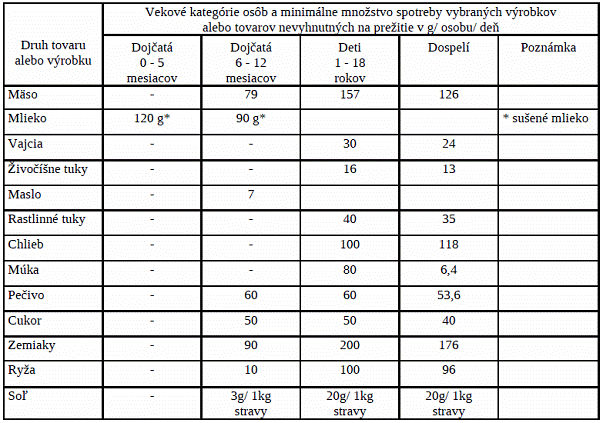 Druh tovaru
alebo výrobku
Vekové kategórie osôb a minimálne množstvo spotreby vybraných výrobkov
alebo tovarov nevyhnutných na prežitie v g/ osobu/ deň
Dojčatá
0 - 5
mesiacov
Dojčatá
6 - 12
mesiacov
Deti
1 - 18
rokov
Dospelí
Poznámka
Mäso - 79 157 126
Mlieko 120 g* 90 g* * sušené mlieko
Vajcia - - 30 24
Živočíšne tuky - - 16 13
Maslo - 7
Rastlinné tuky - - 40 35
Chlieb - - 100 118
Múka - - 80 6,4
Pečivo - 60 60 53,6
Cukor - 50 50 40
Zemiaky - 90 200 176
Ryža - 10 100 96
Soľ - 3g/ 1kg 20g/ 1kg 20g/ 1kg
stravy stravy stravy